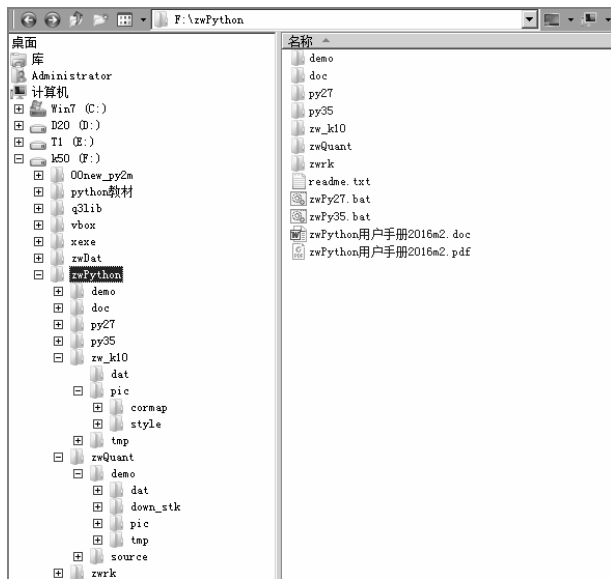 F:\zwPython
桌面
库
Administrator
计算机
Win7 (C:)
D20 (D:)
T1 (E:)
k50 (F:)
00new_py2m
python教材
q3lib
vbox
xexe
zwDat
zwPython
demo
doc
py27
py35
zw_k10
dat
pic
cormap
style
tmp
zwQuant
demo
dat
down_stk
pic
tmp
source
zwrk
名称
demo
doc
py27
py35
zw_k10
zwQuant
zwrk
readme.txt
zwPy27.bat
zwPy35.bat
zwPython用户手册2016m2.doc
zwPython用户手册2016m2.pdf